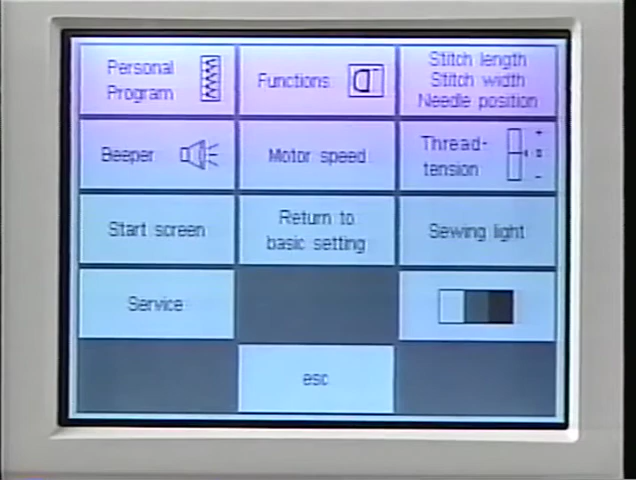 Personal
Program
Functions
Stitch length
Stitch width
Needle position
Beeper
Motor speed
Thread-
tension
+
-
Start screen
Return to
basic setting
Sewing light
Service
esc